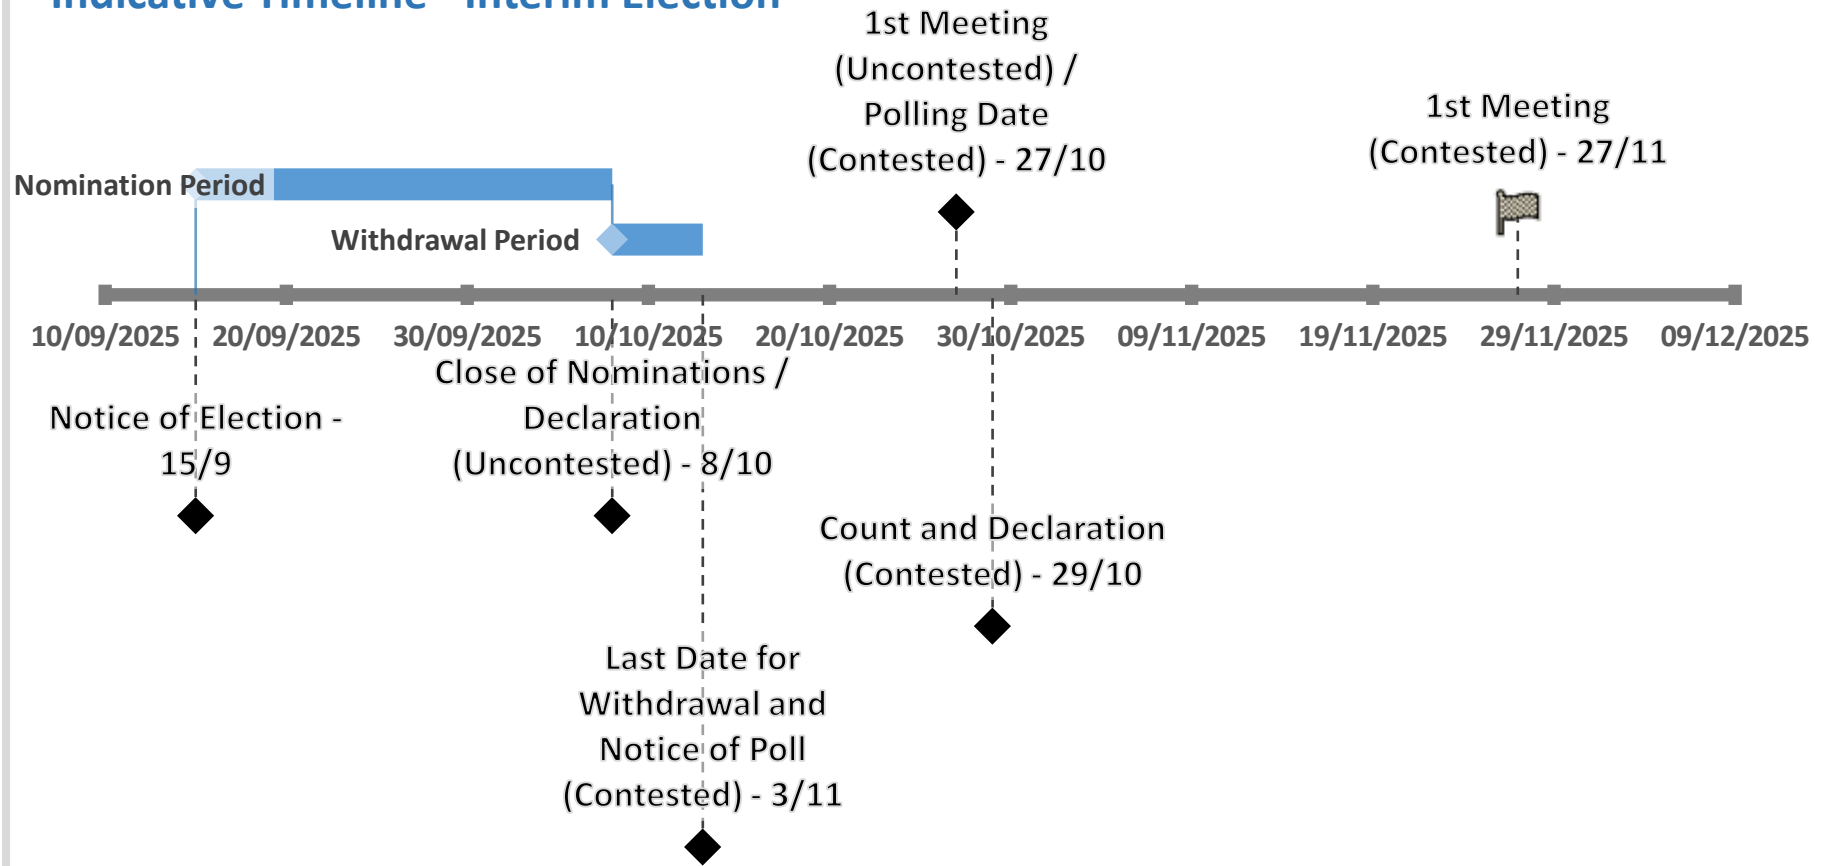 Indicative Timeline - Interim Election
1st Meeting
(Uncontested) /
Polling Date
(Contested) - 27/10
1st Meeting
(Contested) - 27/11
Nomination Period
Withdrawal Period
10/09/2025 20/09/2025 30/09/2025 10/10/2025 20/10/2025 30/10/2025 09/11/2025 19/11/2025 29/11/2025 09/12/2025
Close of Nominations /
Declaration
(Uncontested) - 8/10
Notice of Election -
15/9
Count and Declaration
(Contested) - 29/10
Last Date for
Withdrawal and
Notice of Poll
(Contested) - 3/11